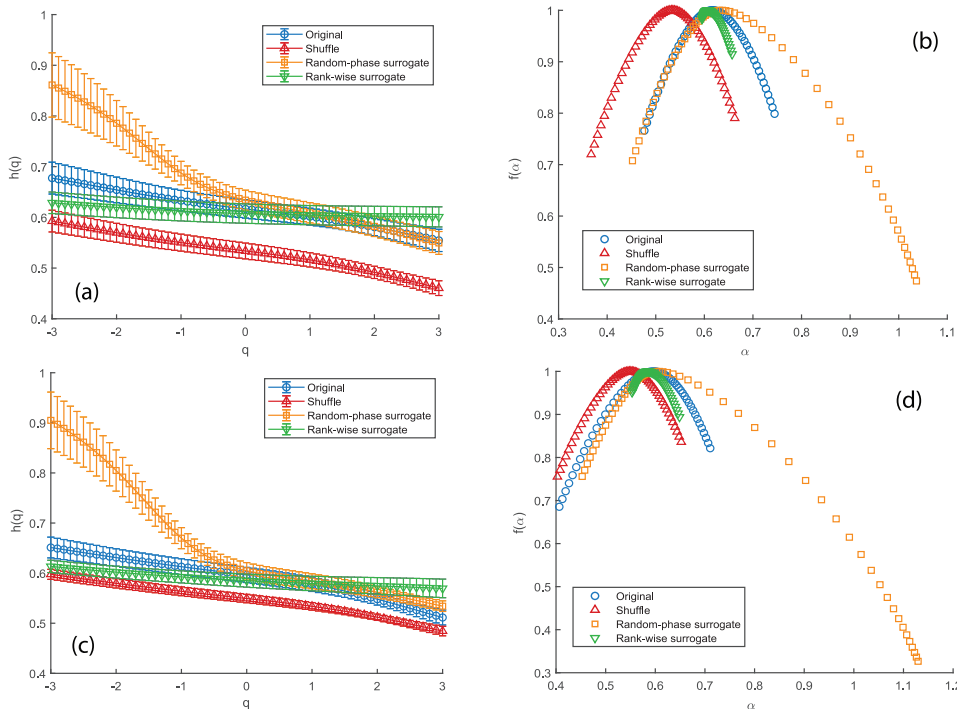 1
0.9
0.8
0.7
0.6
0.5
0.4
h(q)
-3
-2
-1
0
1
2
3
q
Original
Shuffle
Random-phase surrogate
Rank-wise surrogate
(a)
1
0.9
0.8
0.7
0.6
0.5
0.4
f(α)
0.3
0.4
0.5
0.6
0.7
0.8
0.9
1
1.1
α
Original
Shuffle
Random-phase surrogate
Rank-wise surrogate
(b)
1
0.9
0.8
0.7
0.6
0.5
0.4
h(q)
-3
-2
-1
0
1
2
3
q
Original
Shuffle
Random-phase surrogate
Rank-wise surrogate
(c)
1
0.9
0.8
0.7
0.6
0.5
0.4
0.3
f(α)
0.4
0.5
0.6
0.7
0.8
0.9
1
1.1
1.2
α
Original
Shuffle
Random-phase surrogate
Rank-wise surrogate
(d)